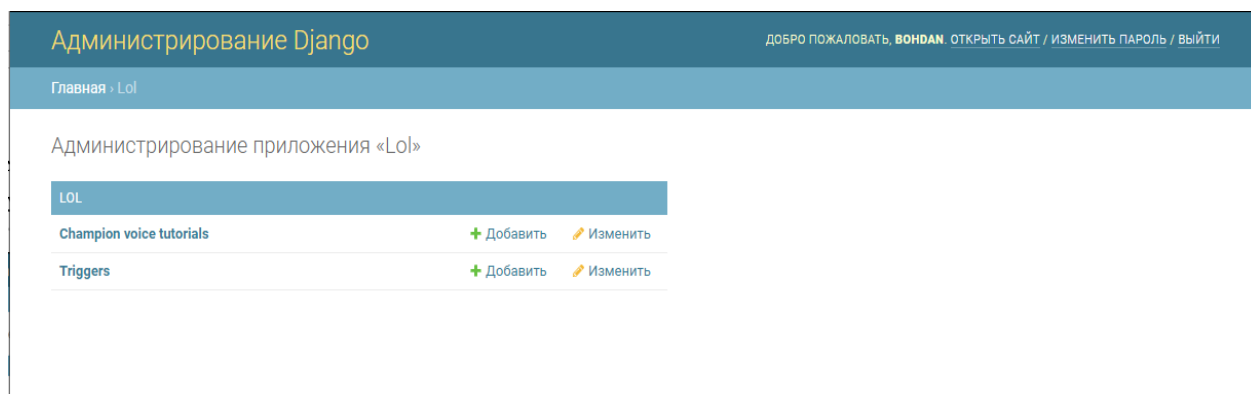 Администрирование Django
ДОБРО ПОЖАЛОВАТЬ, BOHDAN. ОТКРЫТЬ САЙТ / ИЗМЕНИТЬ ПАРОЛЬ / ВЫЙТИ
Главная › Lol
Администрирование приложения «Lol»
LOL
Champion voice tutorials Добавить Изменить
Triggers Добавить Изменить